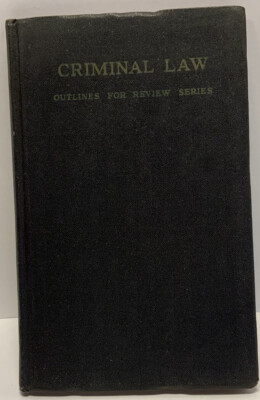 CRIMINAL LAW
OUTLINES FOR REVIEW SERIES